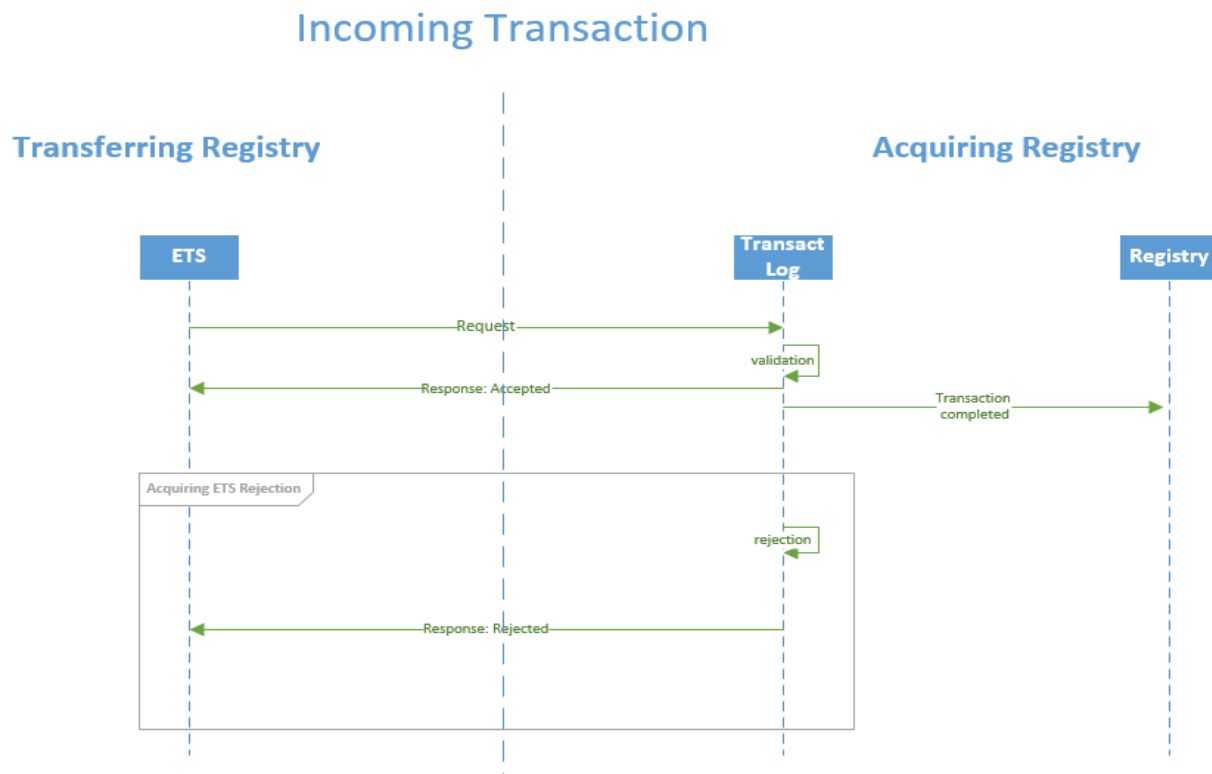 Incoming Transaction
Transferring Registry
Acquiring Registry
ETS
Transact
Log
Registry
Request
validation
Response: Accepted
Transaction
completed
Acquiring ETS Rejection
rejection
Response: Rejected